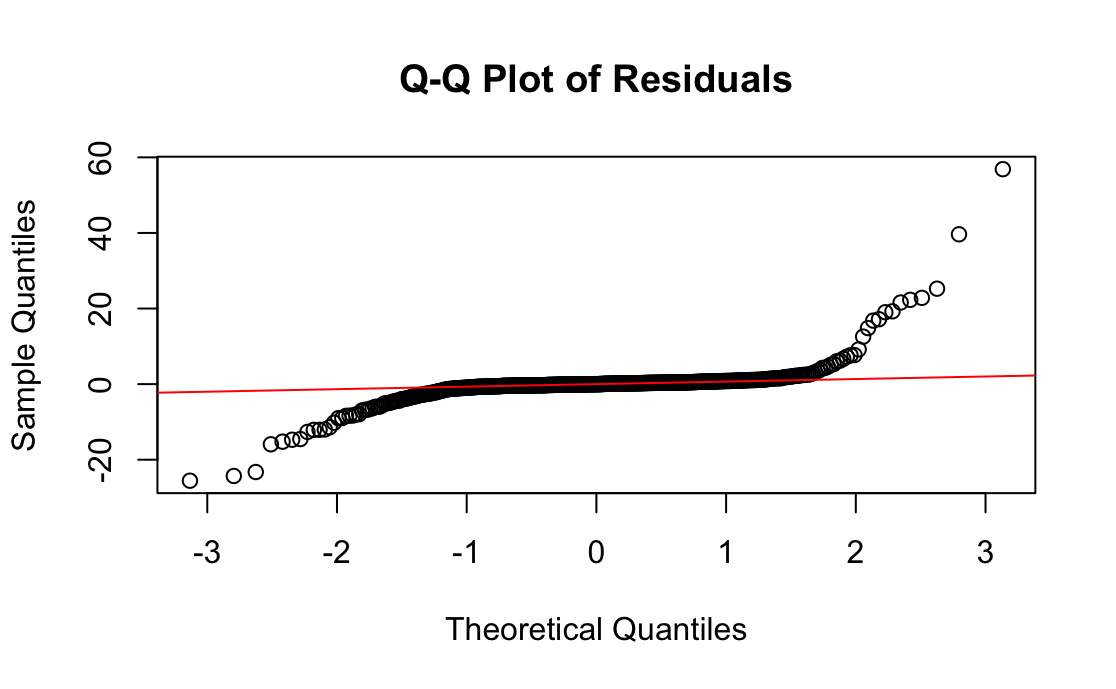 Q-Q Plot of Residuals
60
40
20
0
-20
Sample Quantiles
-3 -2 -1 0 1 2 3
Theoretical Quantiles